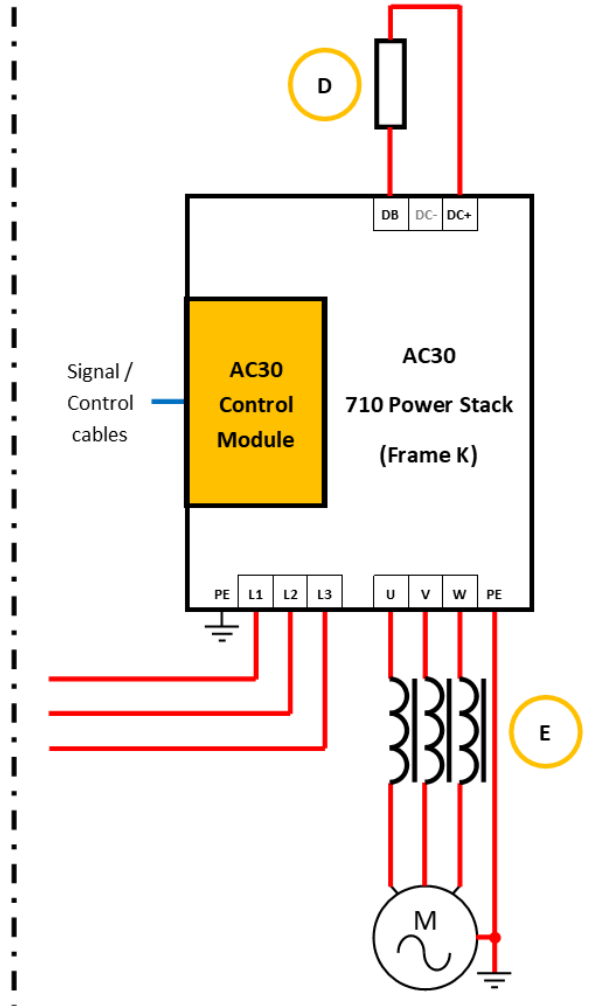 D
DB DC- DC+
AC30
Control
Module
AC30
710 Power Stack
(Frame K)
Signal /
Control
cables
PE L1 L2 L3 U V W PE
E
M